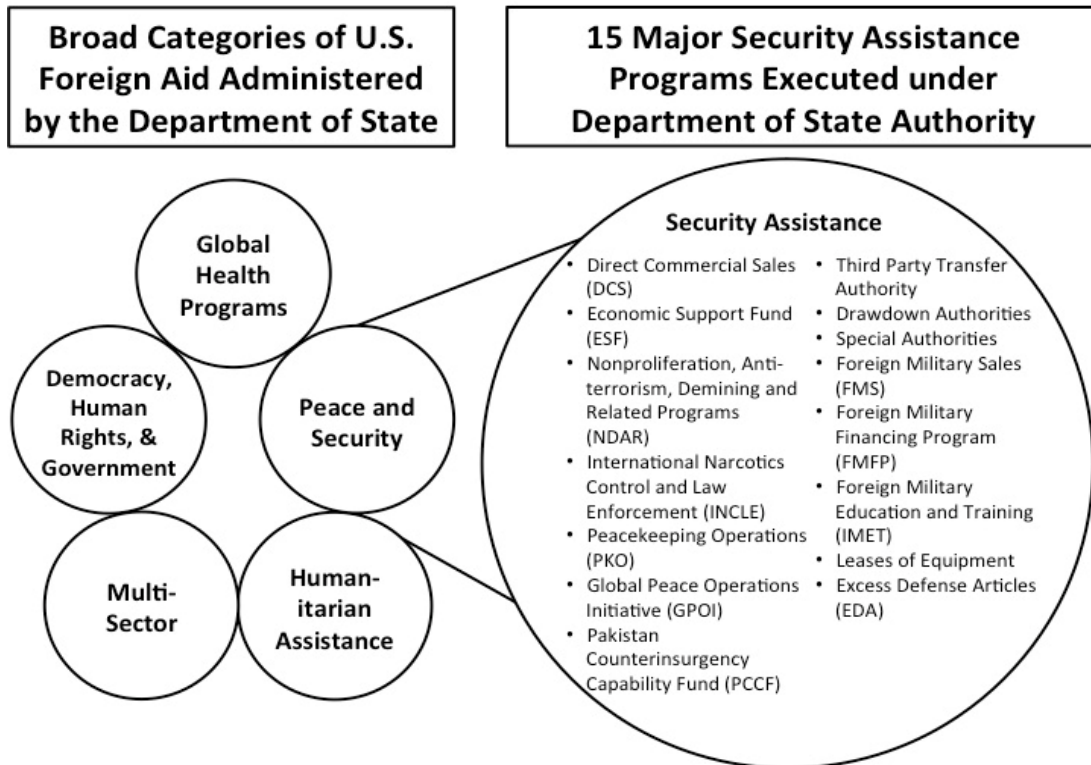 Broad Categories of U.S.
Foreign Aid Administered
by the Department of State
15 Major Security Assistance
Programs Executed under
Department of State Authority
Global
Health
Programs
Democracy,
Human
Rights, &
Government
Peace and
Security
Multi-
Sector
Human-
itarian
Assistance
Security Assistance
• Direct Commercial Sales
(DCS)
• Economic Support Fund
(ESF)
• Nonproliferation, Anti-
terrorism, Demining and
Related Programs
(NDAR)
• International Narcotics
Control and Law
Enforcement (INCLE)
• Peacekeeping Operations
(PKO)
• Global Peace Operations
Initiative (GPOI)
• Pakistan
Counterinsurgency
Capability Fund (PCCF)
• Third Party Transfer
Authority
• Drawdown Authorities
• Special Authorities
• Foreign Military Sales
(FMS)
• Foreign Military
Financing Program
(FMFP)
• Foreign Military
Education and Training
(IMET)
• Leases of Equipment
• Excess Defense Articles
(EDA)